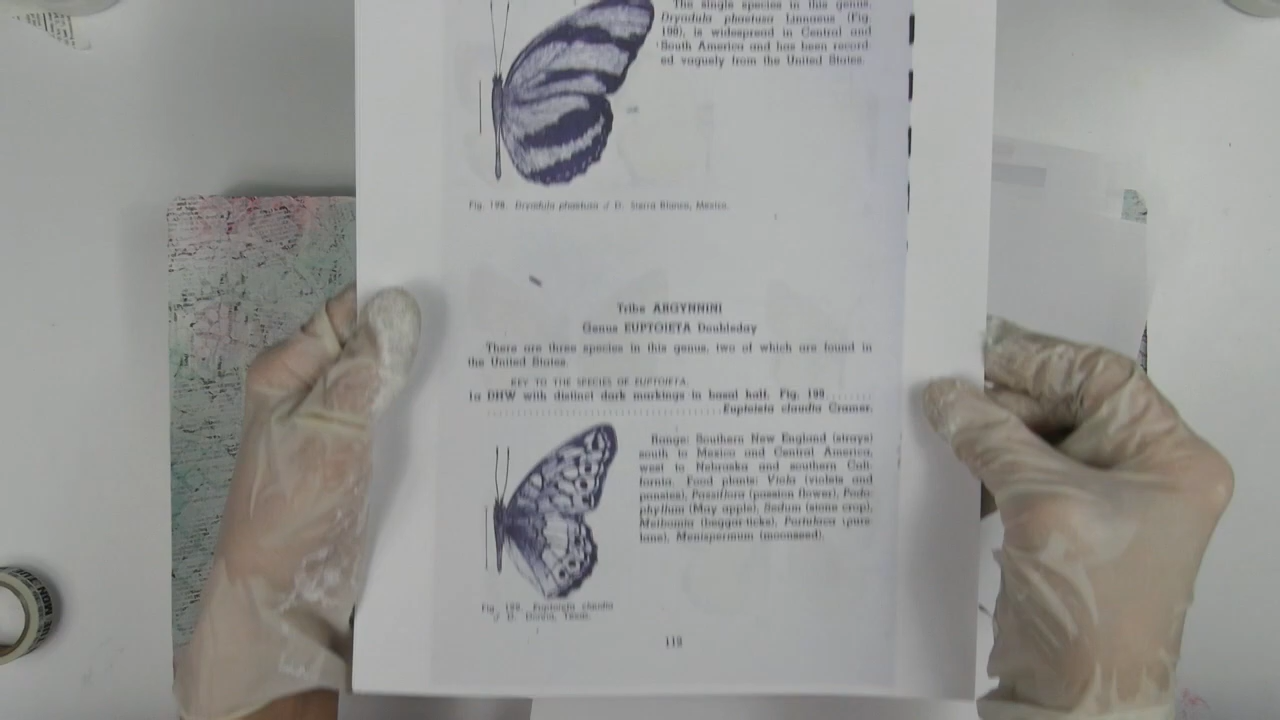 The single species in this genus,
Dryadula phaetusa Linnaeus (Fig.
198), is widespread in Central and
South America and has been record
ed vaguely from the United States.
Fig. 198. Dryadula phaetusa ♂ D. Sierra Blanca, Mexico.
Tribe ARGYNNINI
Genus EUPTOIETA Doubleday
There are three species in this genus, two of which are found in
the United States.
KEY TO THE SPECIES OF EUPTOIETA.
1a DHW with distinct dark markings in basal half. Fig. 199........
................................Euptoieta claudia Cramer.
Range: Southern New England (strays)
south to Mexico and Central America,
west to Nebraska and southern Cali-
fornia. Food plants: Viola (violets and
pansies), Passiflora (passion flower), Podo-
phyllum (May apple), Sedum (stone crop),
Meibomia (beggar-ticks), Portulaca (purs-
lane), Menispermum (moonseed).
Fig. 199. Euptoieta claudia
♂ D. Donna, Texas.